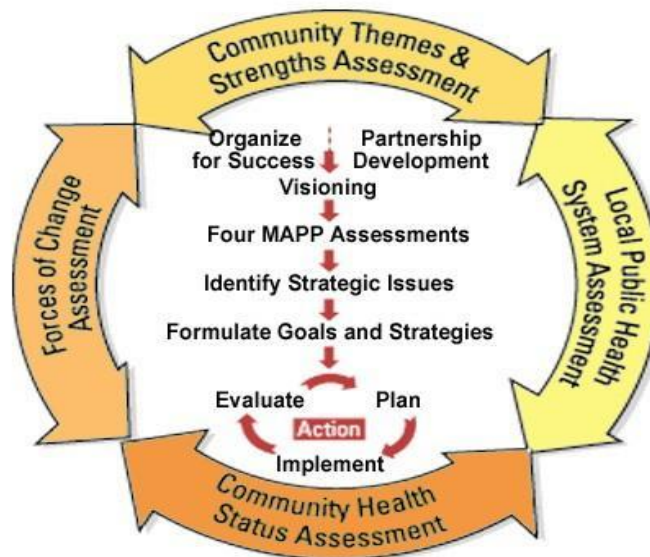 Community Themes &
Strengths Assessment
Organize
for Success
Partnership
Development
Visioning
Four MAPP Assessments
Identify Strategic Issues
Formulate Goals and Strategies
Evaluate
Plan
Action
Implement
Forces of Change
Assessment
Local Public Health
System Assessment
Community Health
Status Assessment